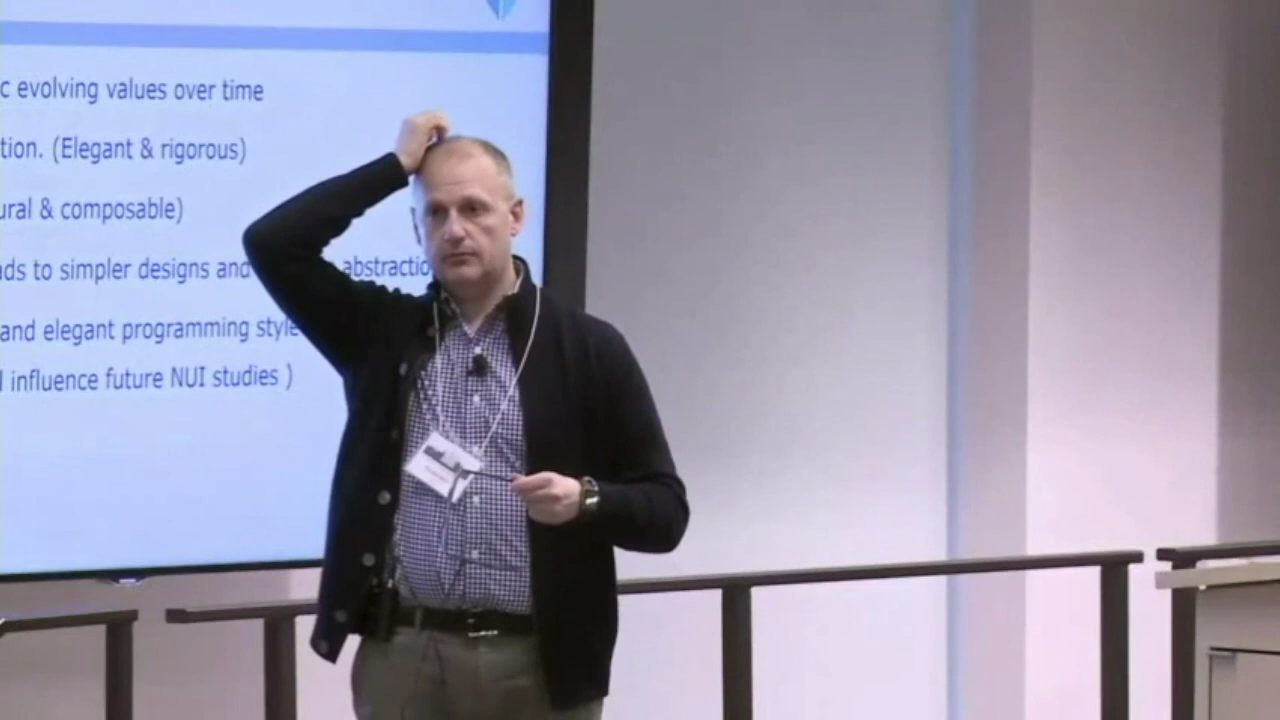 c evolving values over time
tion. (Elegant & rigorous)
ural & composable)
ads to simpler designs and abstractio
and elegant programming style
l influence future NUI studies )